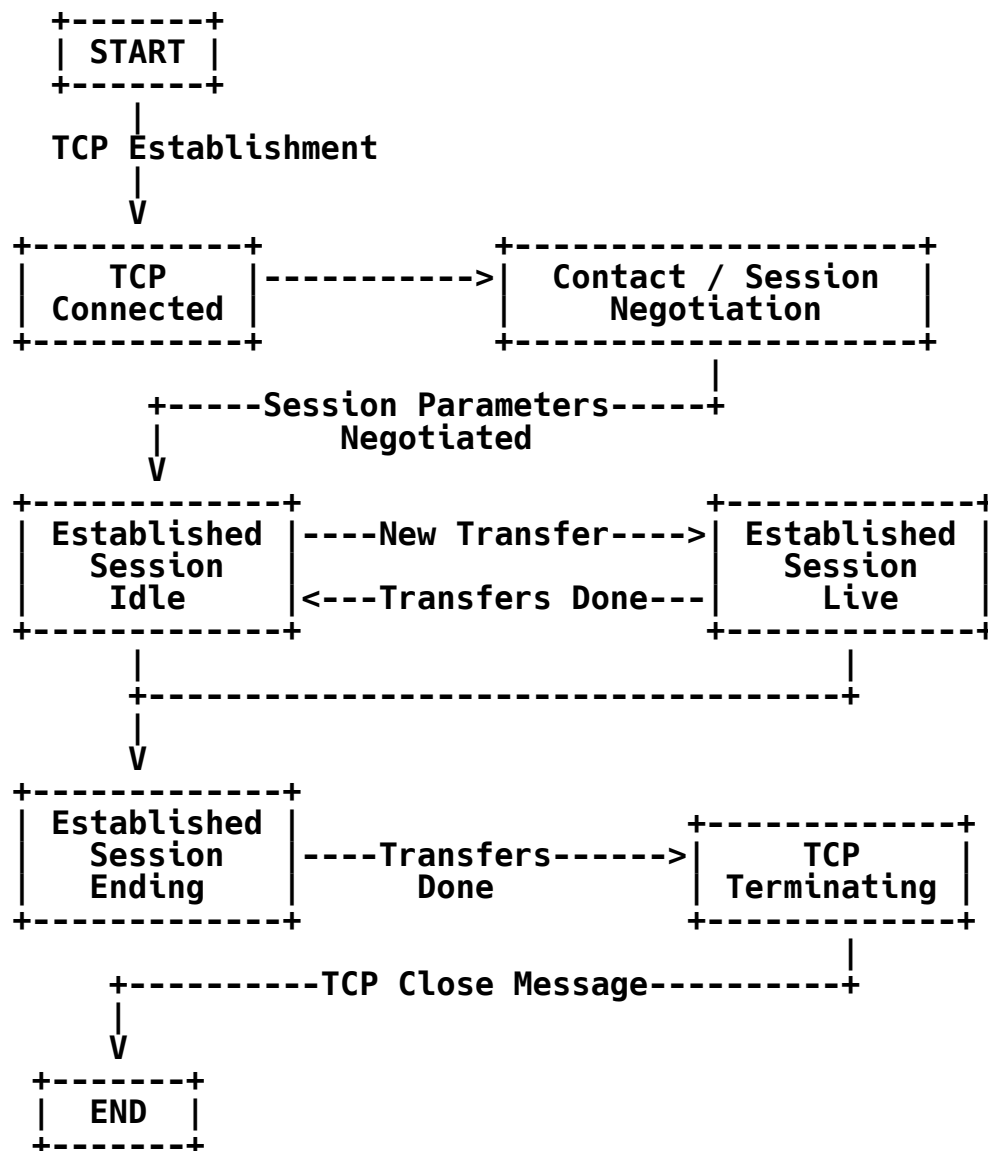 START
TCP Establishment
V
TCP Contact / Session
Connected Negotiation
Session Parameters
Negotiated
V
Established New Transfer Established
Session Session
Idle Transfers Done Live
V
Established
Session Transfers TCP
Ending Done Terminating
TCP Close Message
V
END